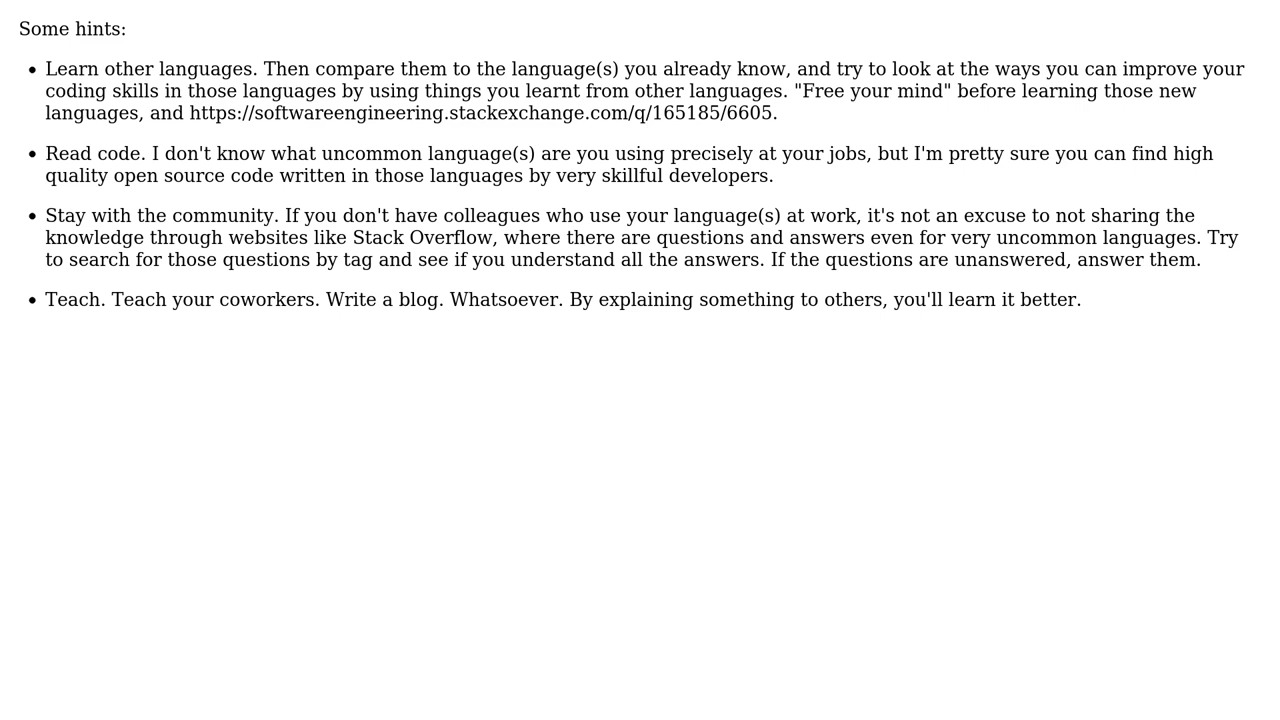 Some hints:
• Learn other languages. Then compare them to the language(s) you already know, and try to look at the ways you can improve your
coding skills in those languages by using things you learnt from other languages. "Free your mind" before learning those new
languages, and https://softwareengineering.stackexchange.com/q/165185/6605.
• Read code. I don't know what uncommon language(s) are you using precisely at your jobs, but I'm pretty sure you can find high
quality open source code written in those languages by very skillful developers.
• Stay with the community. If you don't have colleagues who use your language(s) at work, it's not an excuse to not sharing the
knowledge through websites like Stack Overflow, where there are questions and answers even for very uncommon languages. Try
to search for those questions by tag and see if you understand all the answers. If the questions are unanswered, answer them.
• Teach. Teach your coworkers. Write a blog. Whatsoever. By explaining something to others, you'll learn it better.